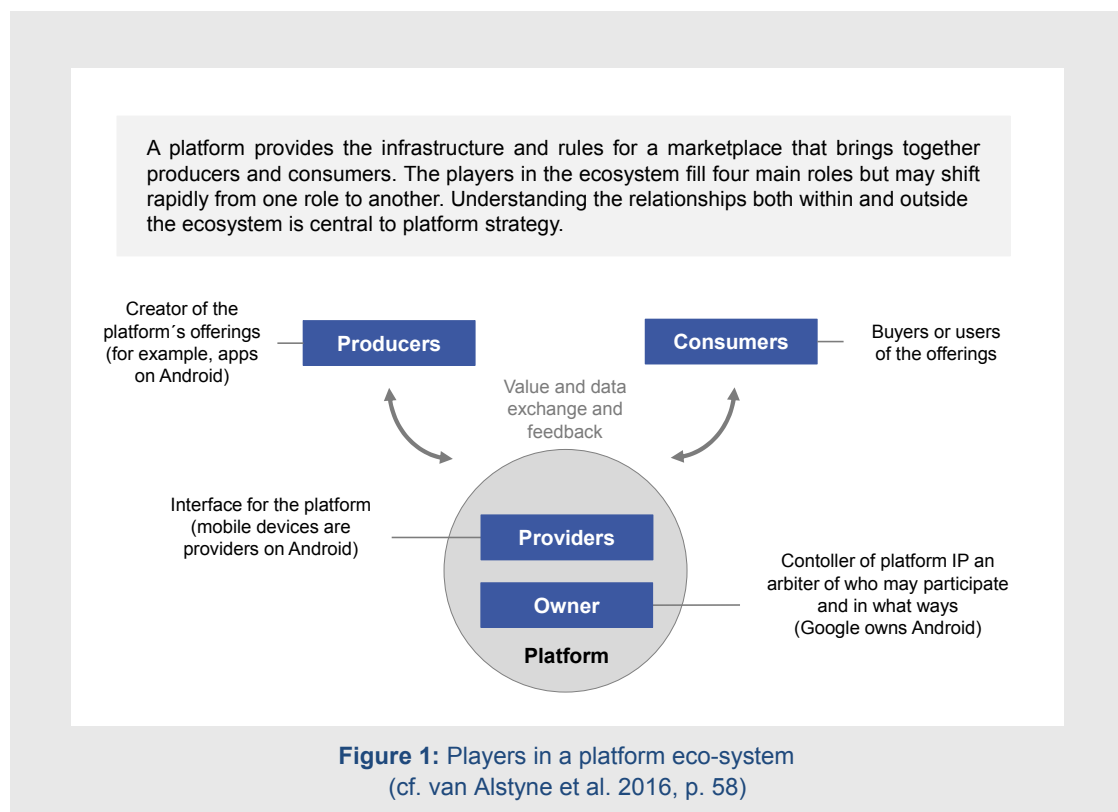 A platform provides the infrastructure and rules for a marketplace that brings together
producers and consumers. The players in the ecosystem fill four main roles but may shift
rapidly from one role to another. Understanding the relationships both within and outside
the ecosystem is central to platform strategy.
Creator of the
platform´s offerings
(for example, apps
on Android)
Producers
Consumers
Buyers or users
of the offerings
Value and data
exchange and
feedback
Interface for the platform
(mobile devices are
providers on Android)
Providers
Owner
Platform
Contoller of platform IP an
arbiter of who may participate
and in what ways
(Google owns Android)
Figure 1: Players in a platform eco-system
(cf. van Alstyne et al. 2016, p. 58)